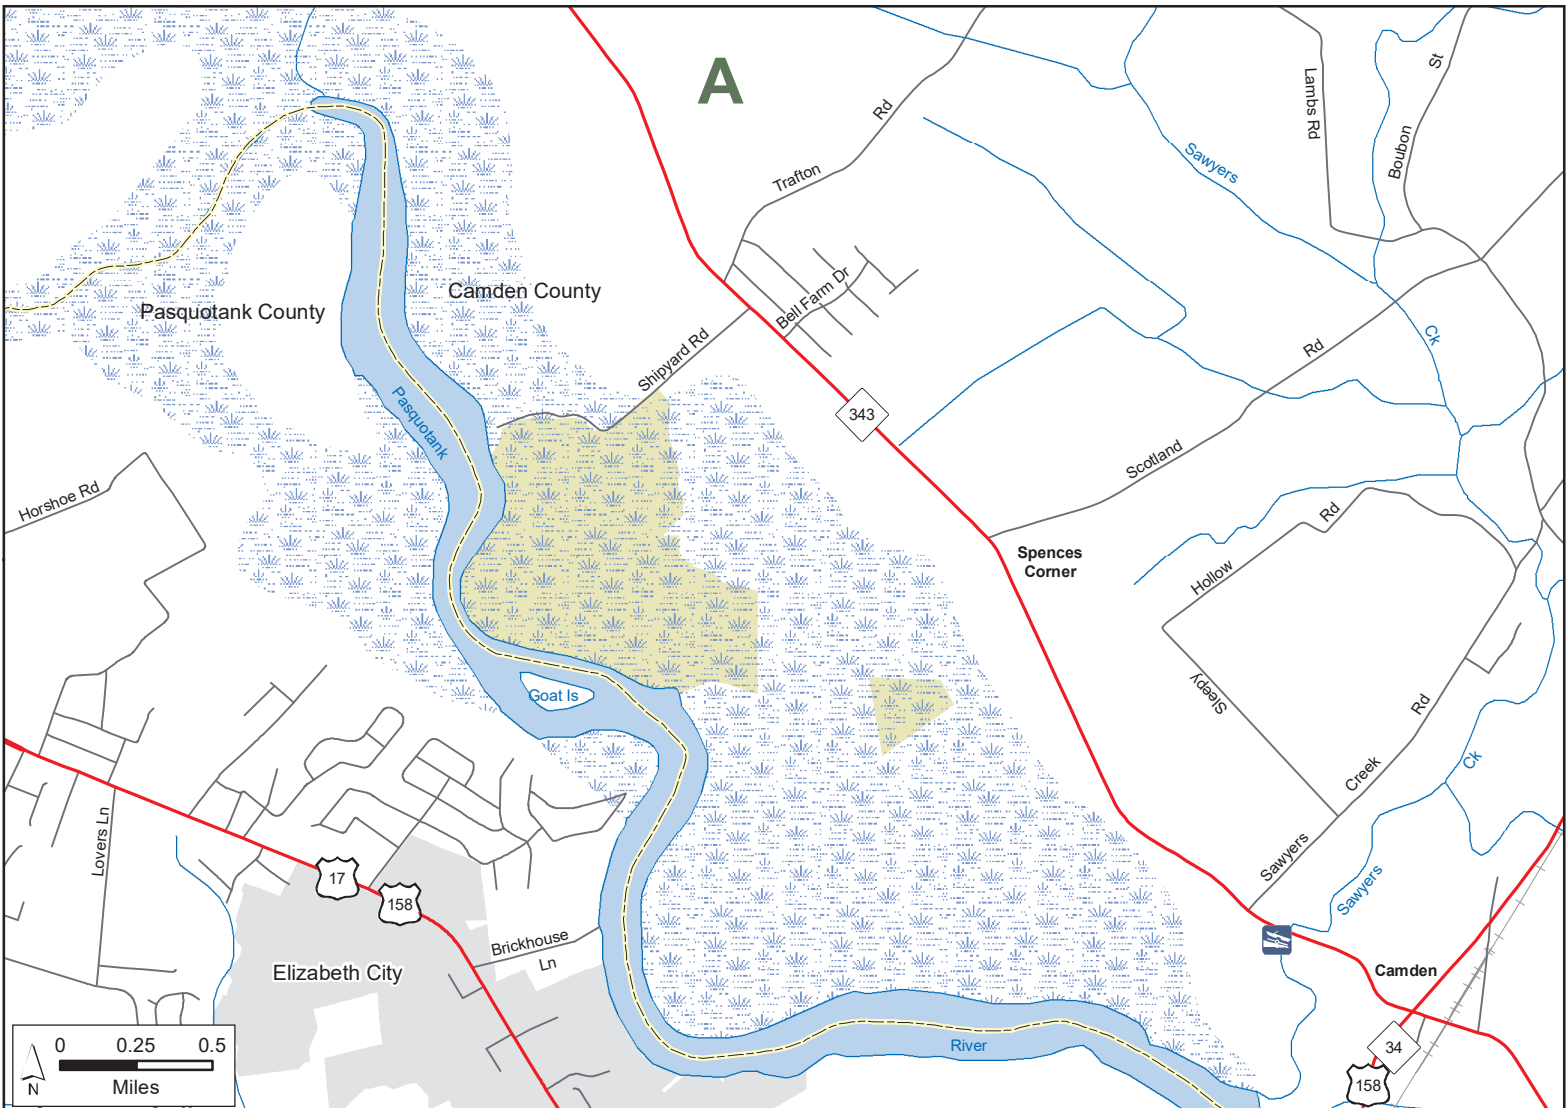 A
St
Rd
Lambs Rd
Boubon
Sawyers
Trafton
Camden County
Pasquotank County
Bell Farm Dr
Shipyard Rd
Ck
Rd
343
Pasquotank
Scotland
Horshoe Rd
Rd
Spences
Corner
Hollow
Goat Is
Sleepy
Rd
Ck
Creek
Lovers Ln
Sawyers
17
158
Sawyers
Brickhouse
Ln
Elizabeth City
Camden
River
34
158
0 0.25 0.5
Miles
N